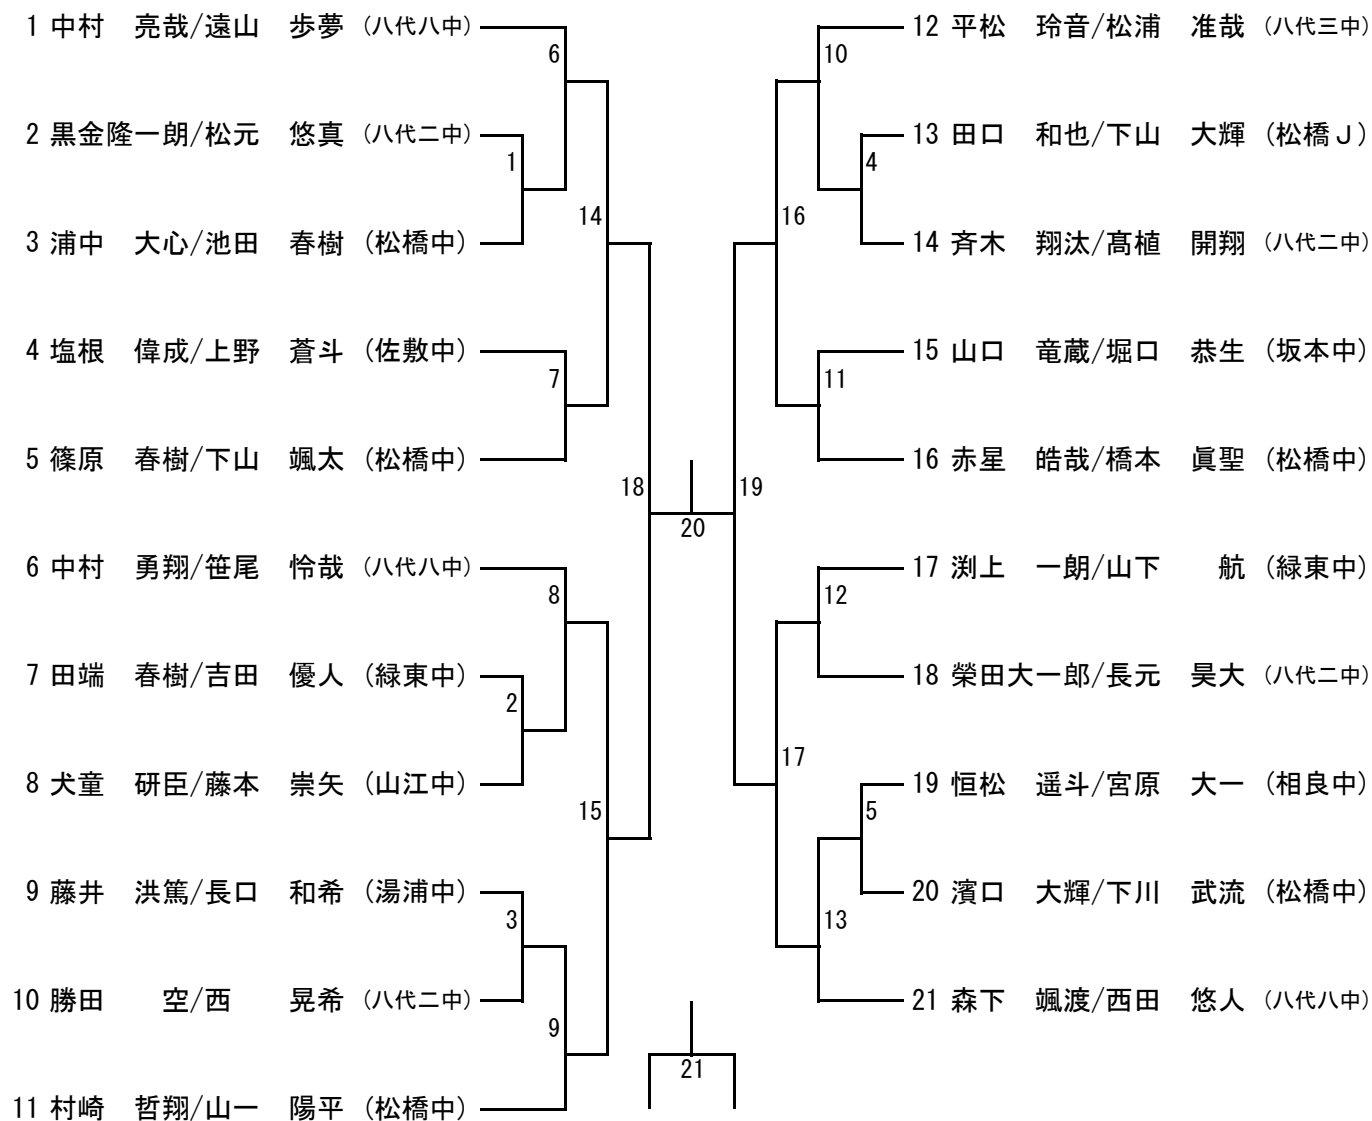 1 中村　亮哉/遠山　歩夢 (八代八中)
6
2 黒金隆一朗/松元　悠真 (八代二中)
1
3 浦中　大心/池田　春樹 (松橋中)
14
4 塩根　偉成/上野　蒼斗 (佐敷中)
7
5 篠原　春樹/下山　颯太 (松橋中)
18
6 中村　勇翔/笹尾　怜哉 (八代八中)
8
7 田端　春樹/吉田　優人 (緑東中)
2
8 犬童　研臣/藤本　崇矢 (山江中)
15
9 藤井　洪篤/長口　和希 (湯浦中)
3
10 勝田　　空/西　　晃希 (八代二中)
9
11 村崎　哲翔/山一　陽平 (松橋中)
20
21
12 平松　玲音/松浦　准哉 (八代三中)
10
13 田口　和也/下山　大輝 (松橋Ｊ)
4
14 斉木　翔汰/髙植　開翔 (八代二中)
16
15 山口　竜蔵/堀口　恭生 (坂本中)
11
16 赤星　皓哉/橋本　眞聖 (松橋中)
19
17 渕上　一朗/山下　　航 (緑東中)
12
18 榮田大一郎/長元　昊大 (八代二中)
17
19 恒松　遥斗/宮原　大一 (相良中)
5
20 濱口　大輝/下川　武流 (松橋中)
13
21 森下　颯渡/西田　悠人 (八代八中)